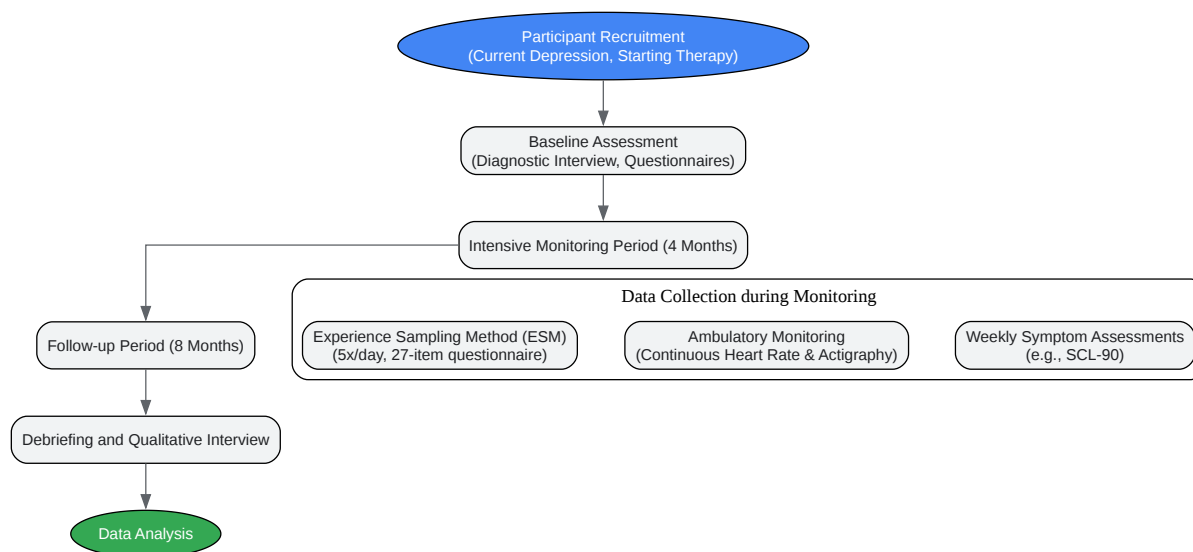 Participant Recruitment
(Current Depression, Starting Therapy)
Baseline Assessment
(Diagnostic Interview, Questionnaires)
Intensive Monitoring Period (4 Months)
Data Collection during Monitoring
Experience Sampling Method (ESM)
(5x/day, 27-item questionnaire)
Ambulatory Monitoring
(Continuous Heart Rate & Actigraphy)
Weekly Symptom Assessments
(e.g., SCL-90)
Follow-up Period (8 Months)
Debriefing and Qualitative Interview
Data Analysis